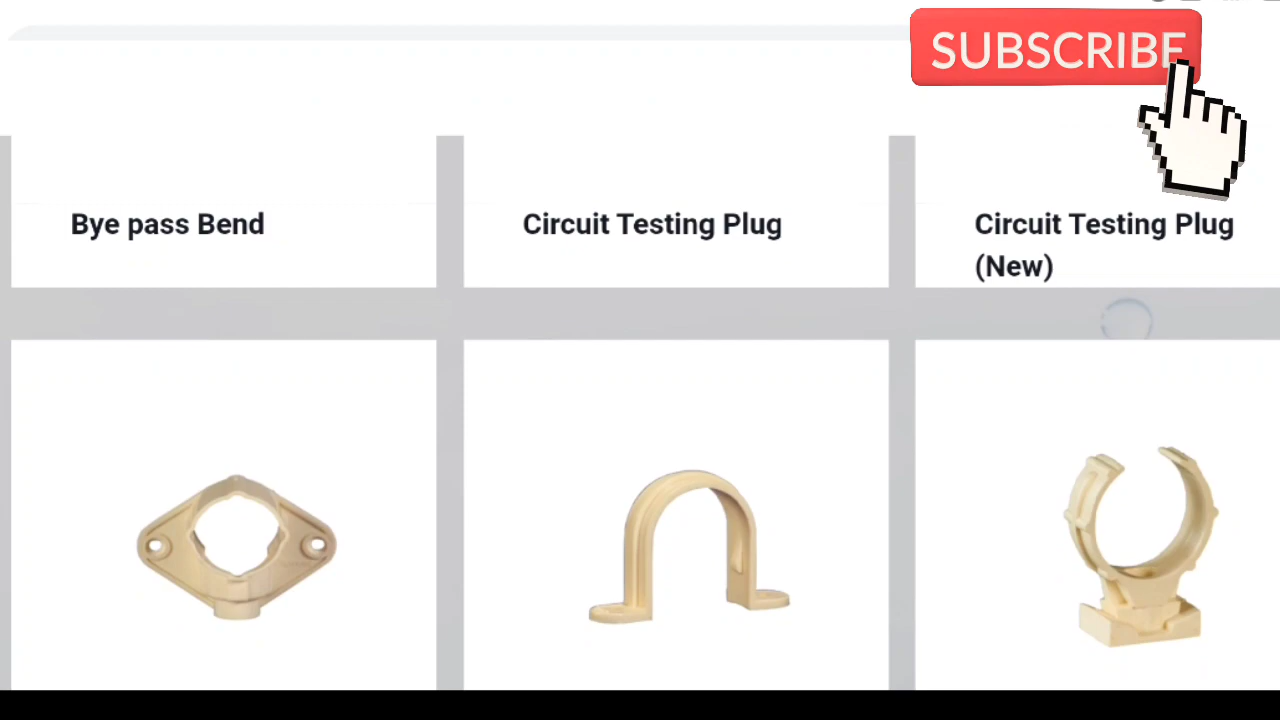 SUBSCRIBE
Bye pass Bend
Circuit Testing Plug
Circuit Testing Plug
(New)